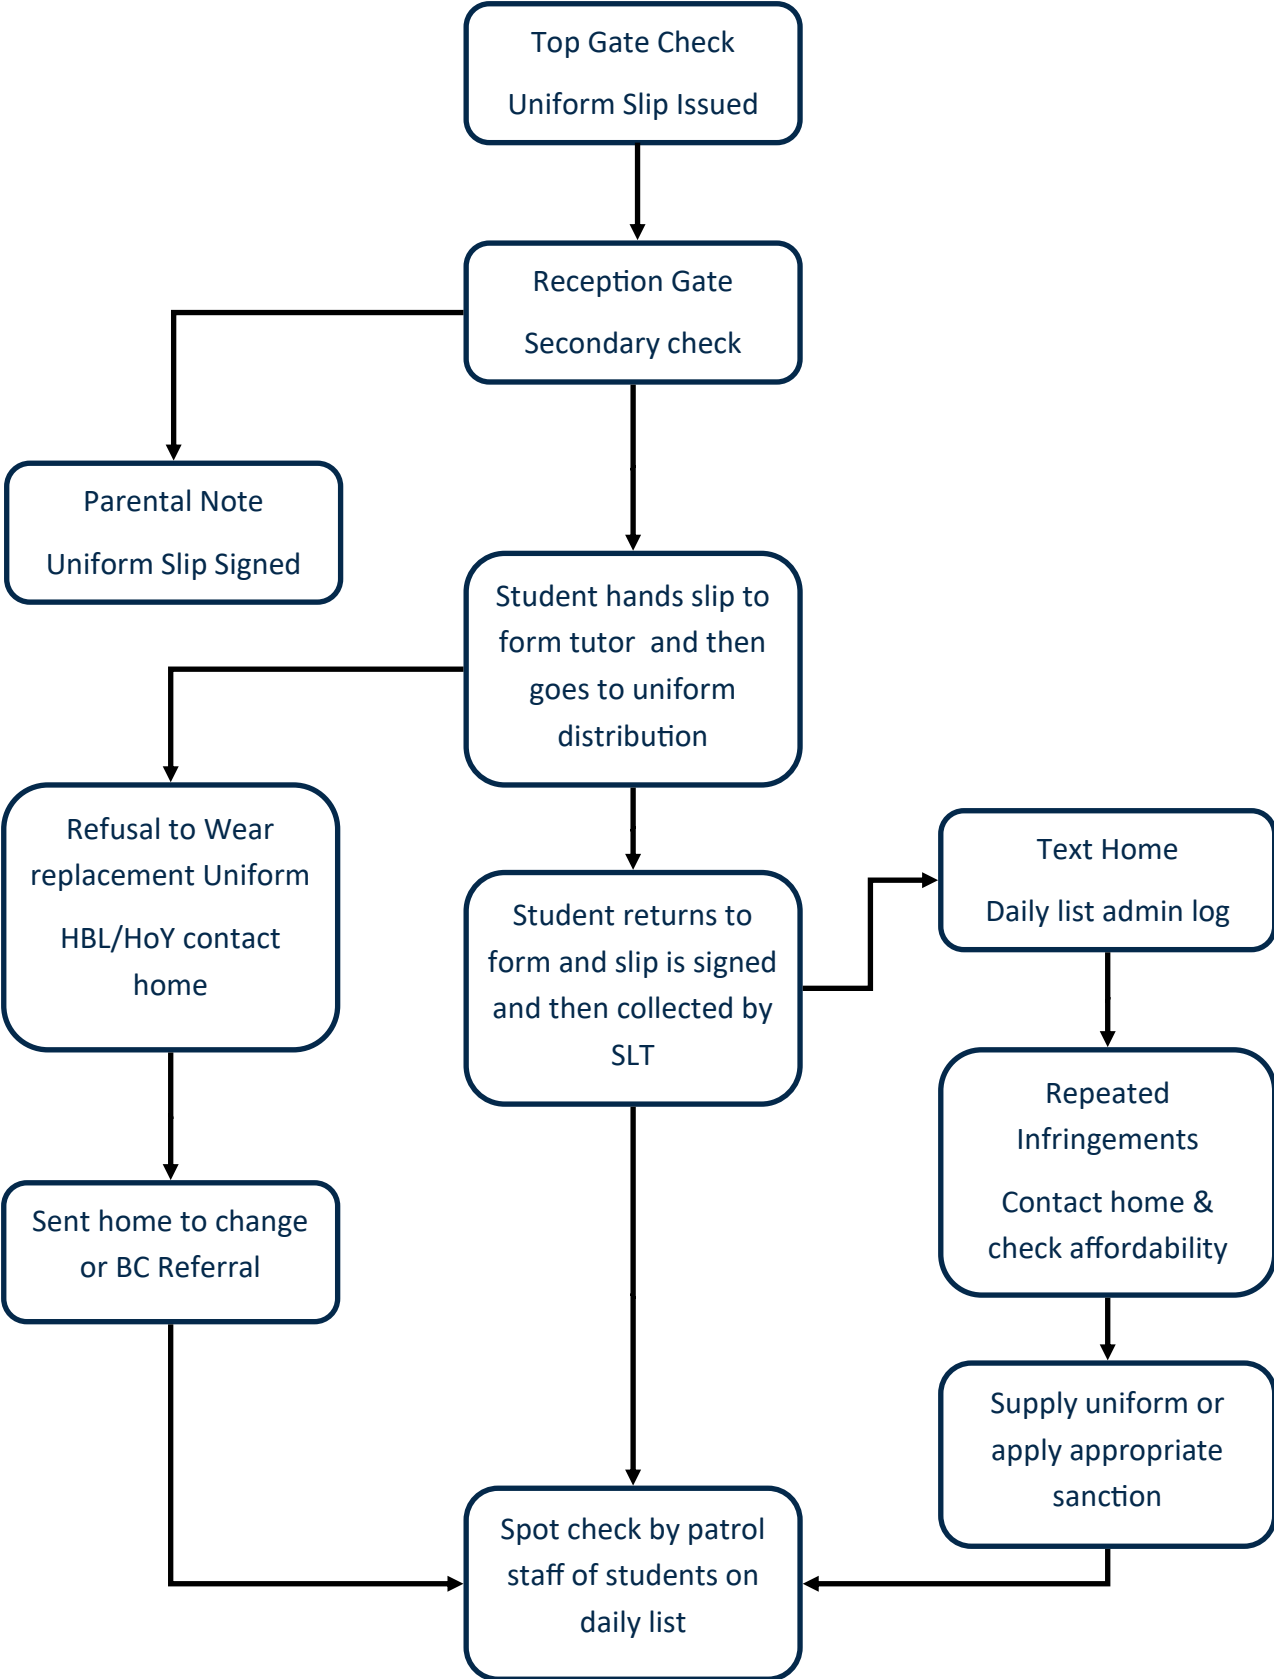 Top Gate Check
Uniform Slip Issued
Reception Gate
Secondary check
Parental Note
Uniform Slip Signed
Student hands slip to
form tutor and then
goes to uniform
distribution
Refusal to Wear
replacement Uniform
HBL/HoY contact
home
Student returns to
form and slip is signed
and then collected by
SLT
Text Home
Daily list admin log
Repeated
Infringements
Contact home &
check affordability
Sent home to change
or BC Referral
Supply uniform or
apply appropriate
sanction
Spot check by patrol
staff of students on
daily list